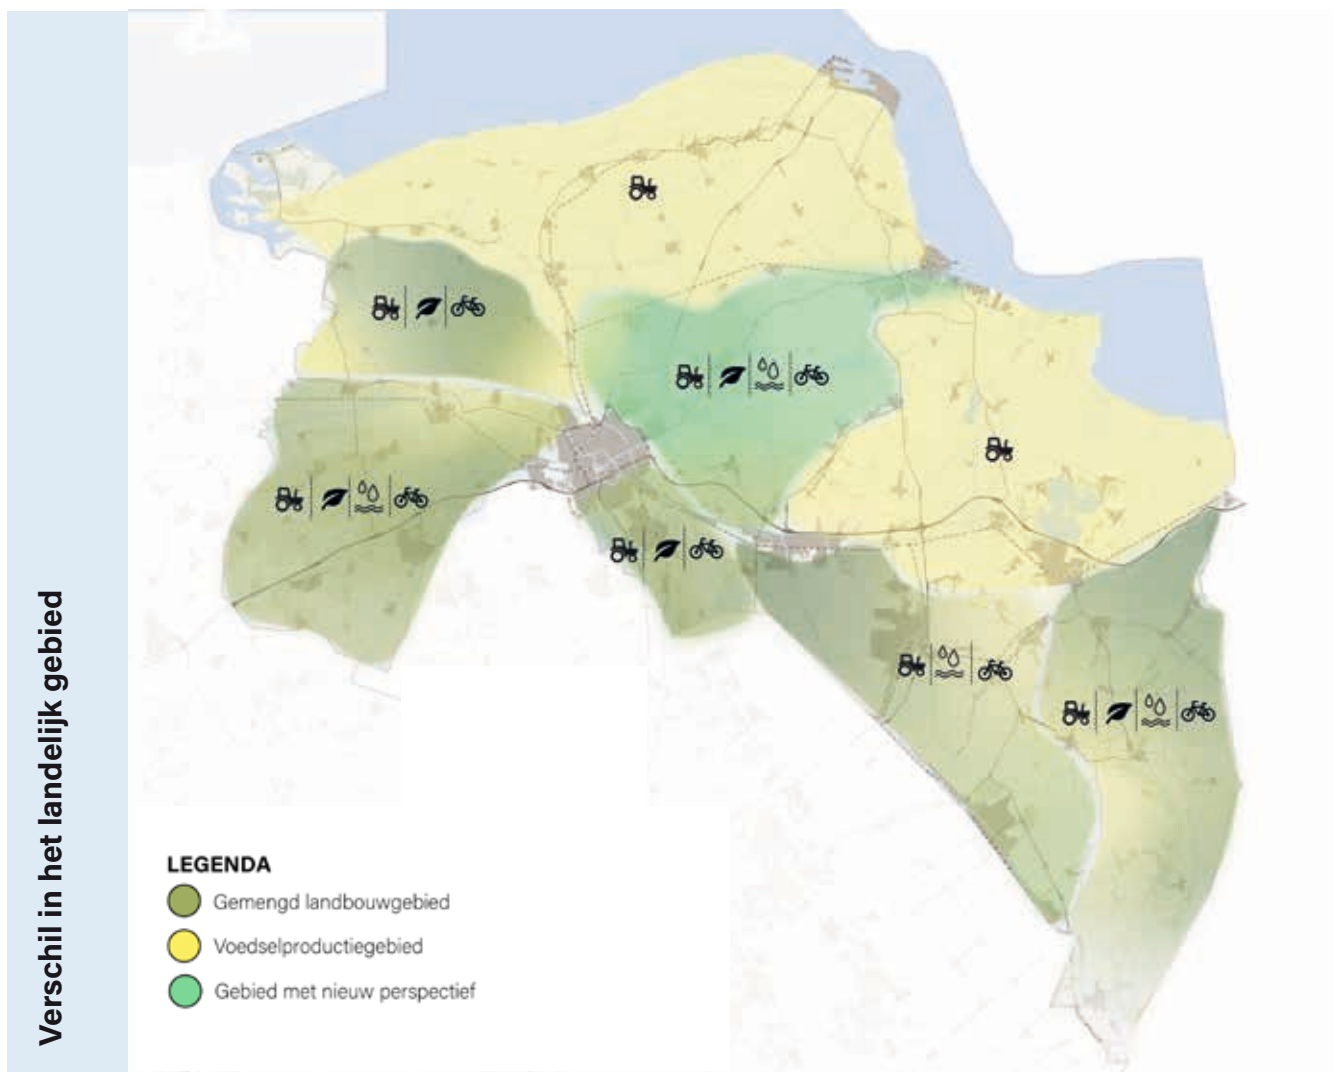 Verschil in het landelijk gebied
LEGENDA
Gemengd landbouwgebied
Voedselproductiegebied
Gebied met nieuw perspectief